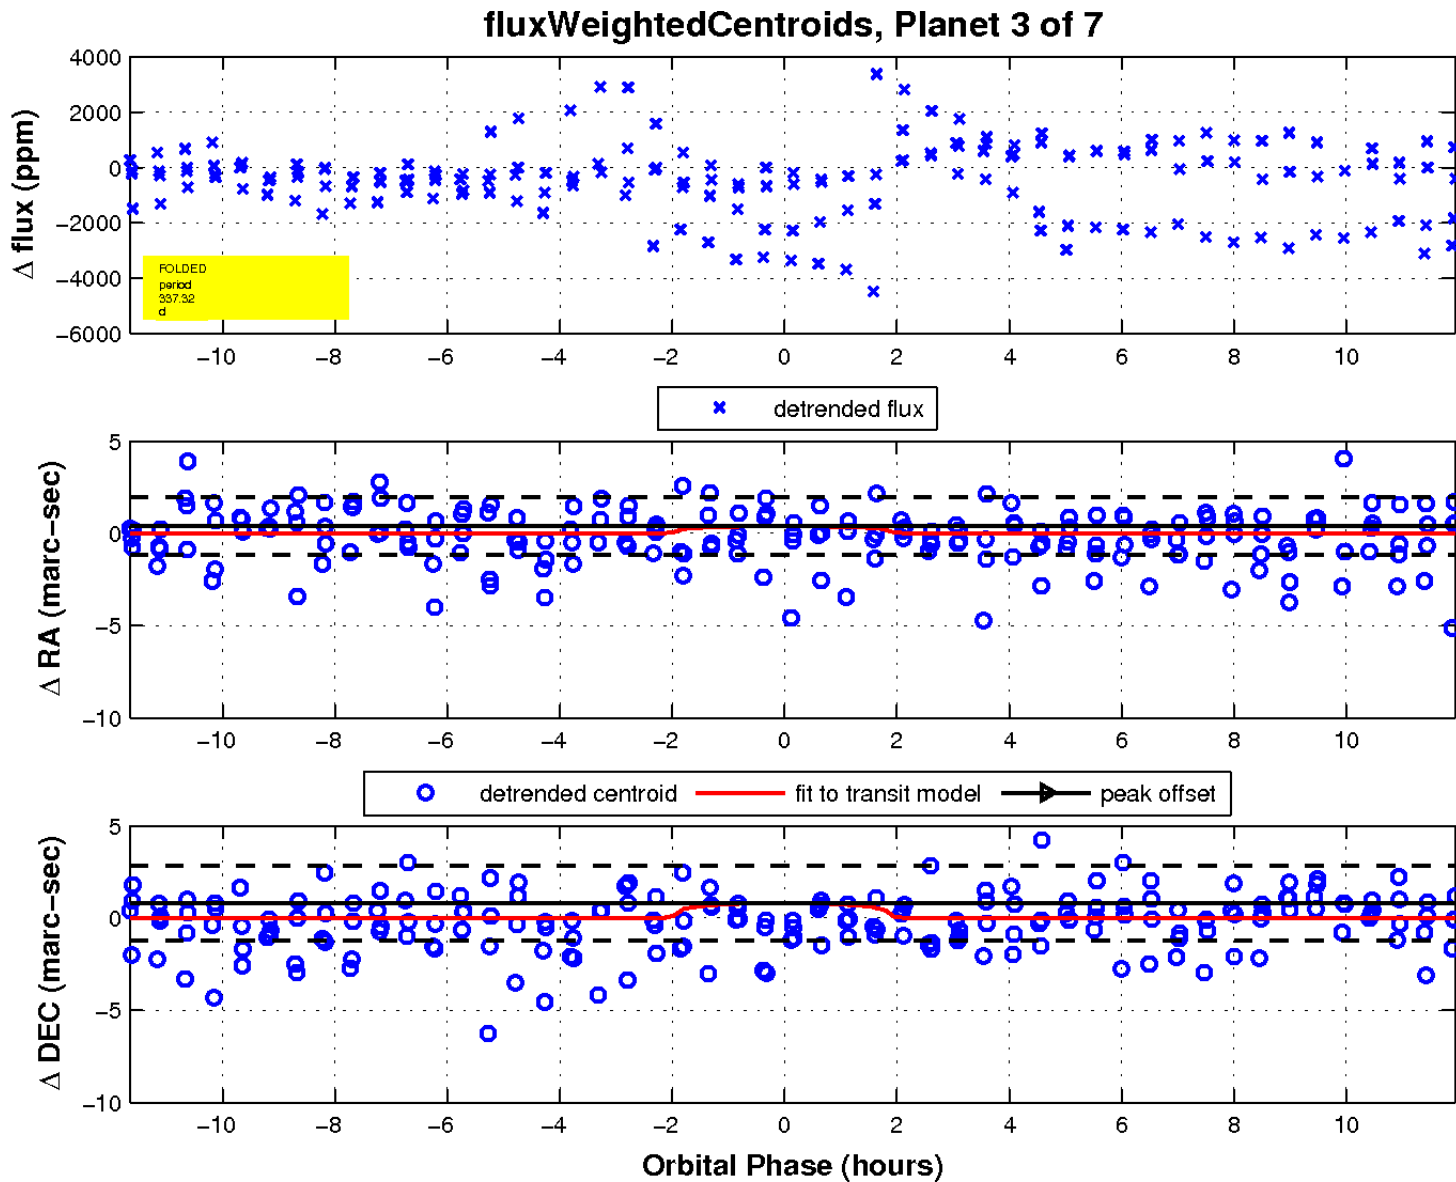 fluxWeightedCentroids, Planet 3 of 7
Δ flux (ppm)
4000
2000
0
−2000
−4000
−6000
FOLDED
period
337.32
d
−10 −8 −6 −4 −2 0 2 4 6 8 10
detrended flux
Δ RA (marc−sec)
5
0
−5
−10
−10 −8 −6 −4 −2 0 2 4 6 8 10
detrended centroid fit to transit model peak offset
Δ DEC (marc−sec)
5
0
−5
−10
−10 −8 −6 −4 −2 0 2 4 6 8 10
Orbital Phase (hours)